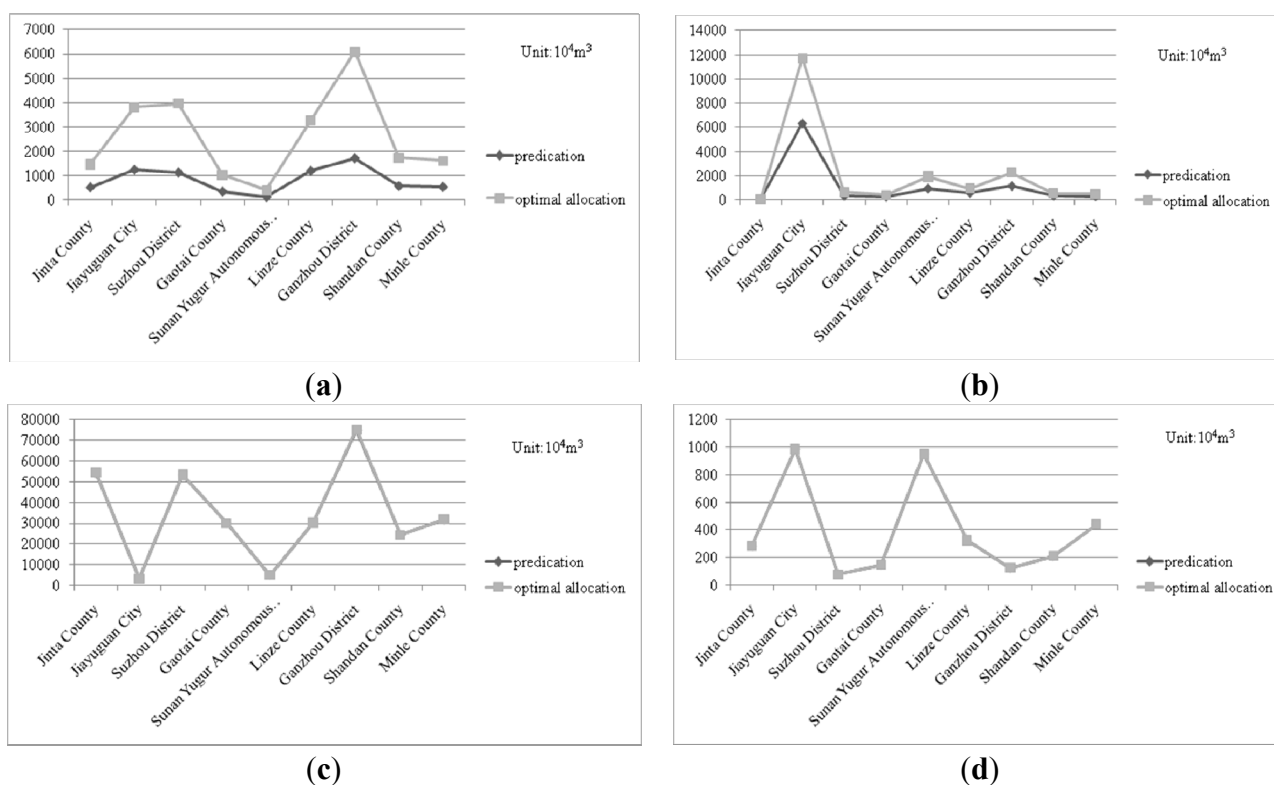 7000
6000
5000
4000
3000
2000
1000
0
Unit: 10⁴m³
predication
optimal allocation
Jinta County
Jiayuguan City
Suzhou District
Gaotai County
Sunan Yugur Autonomous...
Linze County
Ganzhou District
Shandan County
Minle County
(a)
14000
12000
10000
8000
6000
4000
2000
0
Unit: 10⁴m³
predication
optimal allocation
Jinta County
Jiayuguan City
Suzhou District
Gaotai County
Sunan Yugur Autonomous...
Linze County
Ganzhou District
Shandan County
Minle County
(b)
80000
70000
60000
50000
40000
30000
20000
10000
0
Unit: 10⁴m³
predication
optimal allocation
Jinta County
Jiayuguan City
Suzhou District
Gaotai County
Sunan Yugur Autonomous...
Linze County
Ganzhou District
Shandan County
Minle County
(c)
1200
1000
800
600
400
200
0
Unit: 10⁴m³
predication
optimal allocation
Jinta County
Jiayuguan City
Suzhou District
Gaotai County
Sunan Yugur Autonomous...
Linze County
Ganzhou District
Shandan County
Minle County
(d)